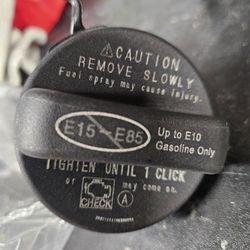 ⚠CAUTION
REMOVE SLOWLY
Fuel spray may cause injury.
E15-E85
Up to E10
Gasoline Only
TIGHTEN UNTIL 1 CLICK
or
CHECK
may come on.
A